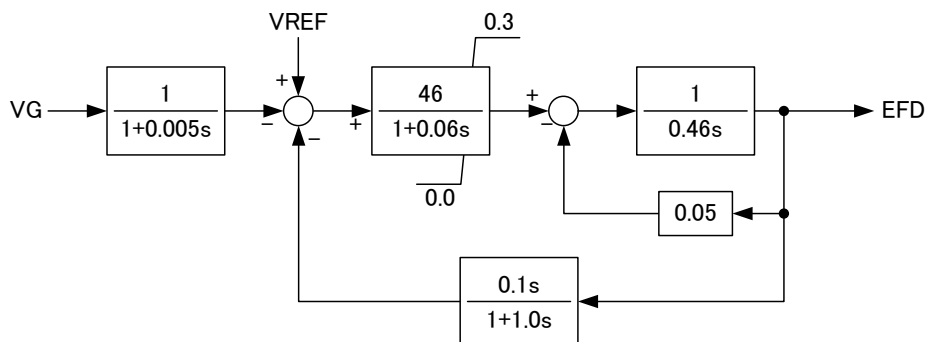 VREF
0.3
VG
1
1+0.005s
+
−
−
+
46
1+0.06s
0.0
+
−
1
0.46s
EFD
0.05
0.1s
1+1.0s